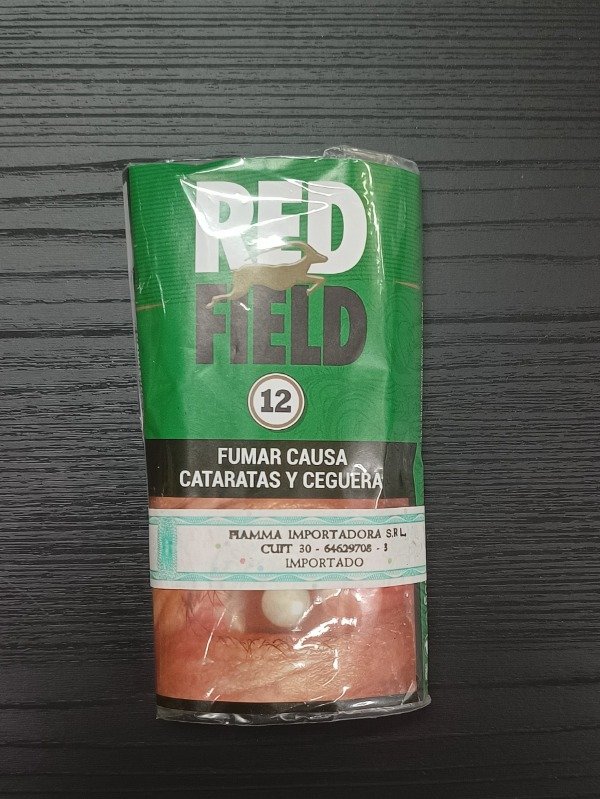 RED
FIELD
12
FUMAR CAUSA
CATARATAS Y CEGUERA
FIAMMA IMPORTADORA S.R.L.
CUIT 30 - 64629708 - 3
IMPORTADO